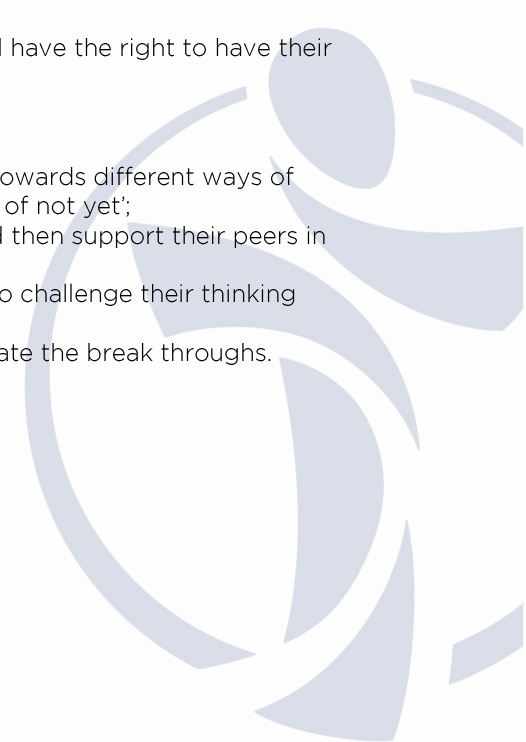 have the right to have their
owards different ways of
of not yet’;
then support their peers in
o challenge their thinking
ate the break throughs.